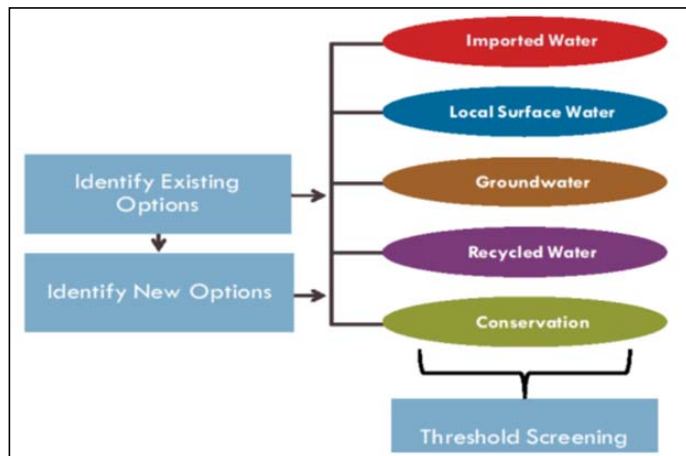 Imported Water
Local Surface Water
Identify Existing
Options
Groundwater
Recycled Water
Identify New Options
Conservation
Threshold Screening